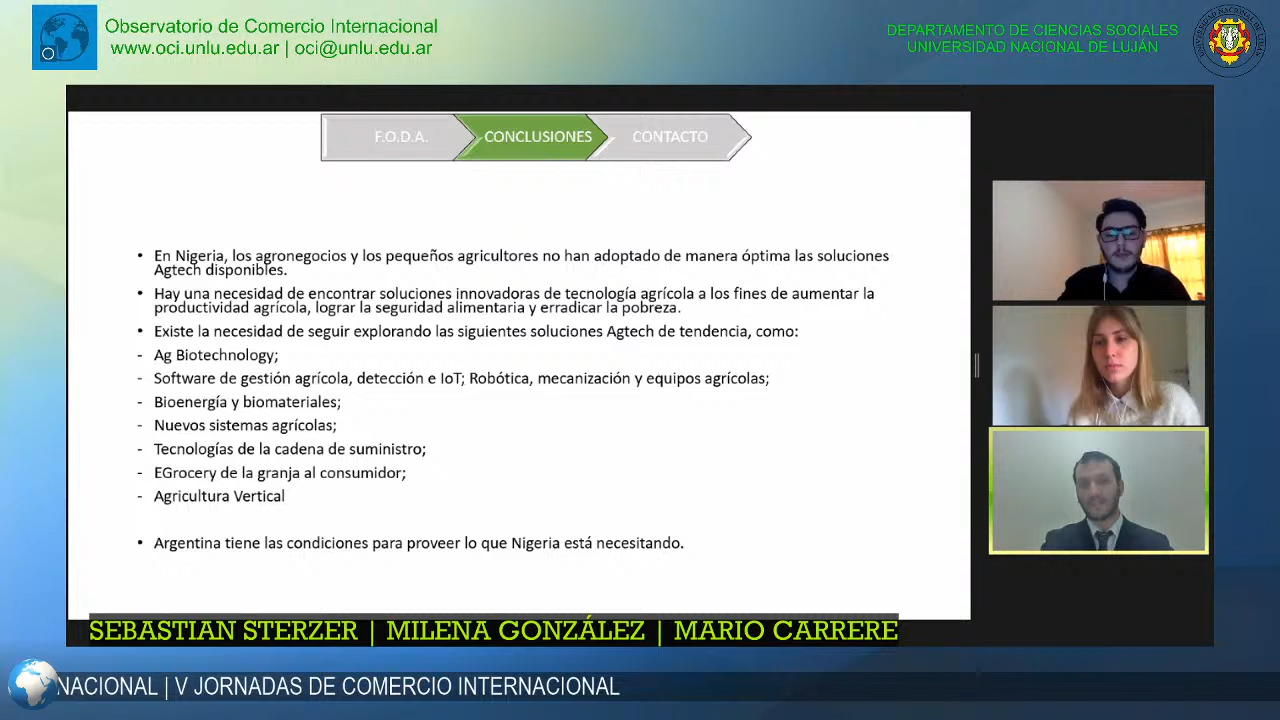 Observatorio de Comercio Internacional
www.oci.unlu.edu.ar | oci@unlu.edu.ar
DEPARTAMENTO DE CIENCIAS SOCIALES
UNIVERSIDAD NACIONAL DE LUJÁN
F.O.D.A.
CONCLUSIONES
CONTACTO
• En Nigeria, los agronegocios y los pequeños agricultores no han adoptado de manera óptima las soluciones
Agtech disponibles.
• Hay una necesidad de encontrar soluciones innovadoras de tecnología agrícola a los fines de aumentar la
productividad agrícola, lograr la seguridad alimentaria y erradicar la pobreza.
• Existe la necesidad de seguir explorando las siguientes soluciones Agtech de tendencia, como:
- Ag Biotechnology;
- Software de gestión agrícola, detección e IoT; Robótica, mecanización y equipos agrícolas;
- Bioenergía y biomateriales;
- Nuevos sistemas agrícolas;
- Tecnologías de la cadena de suministro;
- EGrocery de la granja al consumidor;
- Agricultura Vertical
• Argentina tiene las condiciones para proveer lo que Nigeria está necesitando.
SEBASTIAN STERZER | MILENA GONZÁLEZ | MARIO CARRERE
NACIONAL | V JORNADAS DE COMERCIO INTERNACIONAL